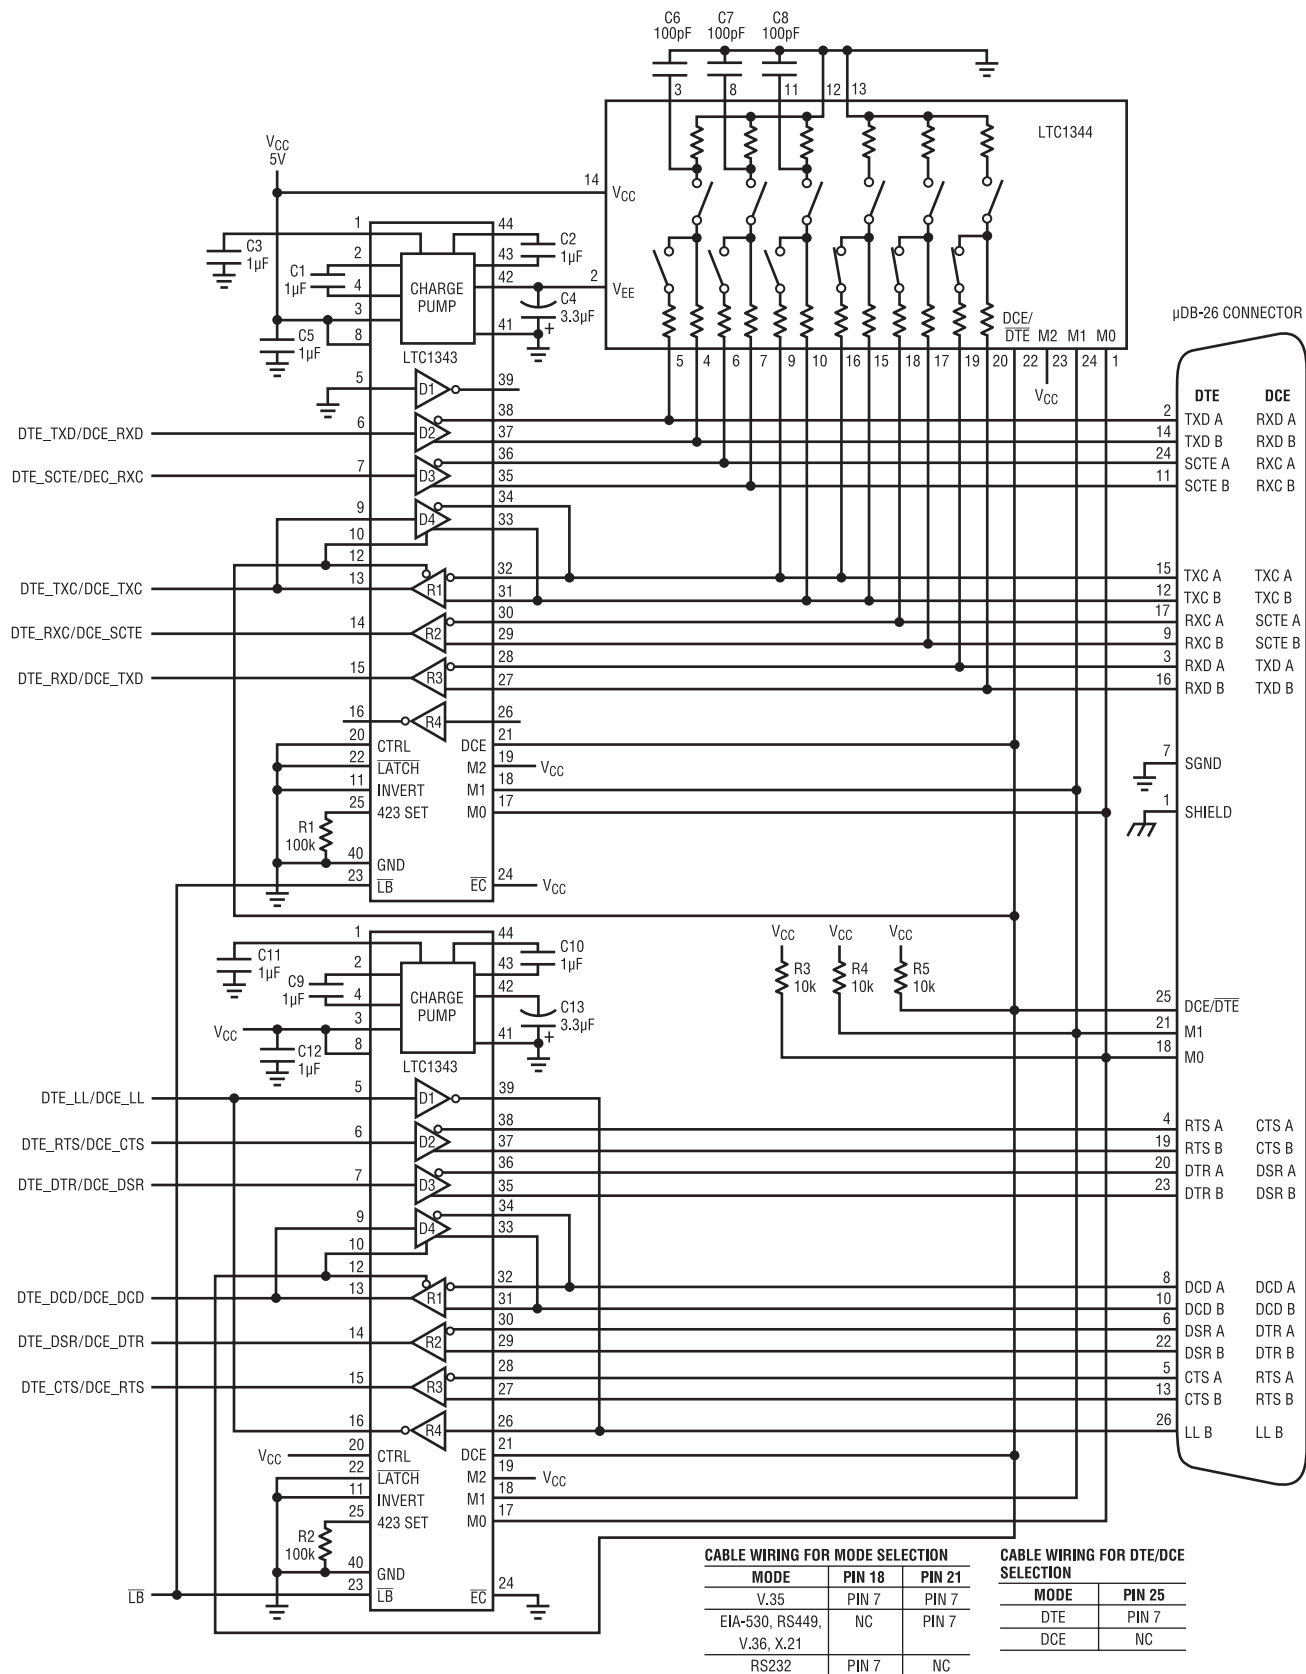 C6
100pF
C7
100pF
C8
100pF
3
8
11
12
13
LTC1344
VCC
5V
14
VCC
2
VEE
DCE/
DTE
M2
M1
M0
5
4
6
7
9
10
16
15
18
17
19
20
22
23
24
1
VCC
1
44
C3
1µF
C2
1µF
2
43
C1
1µF
4
42
CHARGE
PUMP
C4
3.3µF
+
3
41
C5
1µF
8
LTC1343
µDB-26 CONNECTOR
DTE
DCE
5
D1
39
DTE_TXD/DCE_RXD
6
D2
38
37
2
TXD A
RXD A
14
TXD B
RXD B
DTE_SCTE/DEC_RXC
7
D3
36
35
24
SCTE A
RXC A
11
SCTE B
RXC B
9
D4
34
33
10
12
DTE_TXC/DCE_TXC
13
R1
32
31
15
TXC A
TXC A
12
TXC B
TXC B
DTE_RXC/DCE_SCTE
14
R2
30
29
17
RXC A
SCTE A
9
RXC B
SCTE B
DTE_RXD/DCE_TXD
15
R3
28
27
3
RXD A
TXD A
16
RXD B
TXD B
16
R4
26
20
CTRL
DCE
21
22
LATCH
M2
19
VCC
11
INVERT
M1
18
25
423 SET
M0
17
R1
100k
40
GND
23
LB
EC
24
VCC
7
SGND
1
SHIELD
1
44
C11
1µF
C10
1µF
2
43
C9
1µF
4
42
CHARGE
PUMP
C13
3.3µF
+
VCC
3
41
C12
1µF
8
LTC1343
VCC
VCC
VCC
R3
10k
R4
10k
R5
10k
25
DCE/DTE
21
M1
18
M0
DTE_LL/DCE_LL
5
D1
39
DTE_RTS/DCE_CTS
6
D2
38
37
4
RTS A
CTS A
19
RTS B
CTS B
DTE_DTR/DCE_DSR
7
D3
36
35
20
DTR A
DSR A
23
DTR B
DSR B
9
D4
34
33
10
12
DTE_DCD/DCE_DCD
13
R1
32
31
8
DCD A
DCD A
10
DCD B
DCD B
DTE_DSR/DCE_DTR
14
R2
30
29
6
DSR A
DTR A
22
DSR B
DTR B
DTE_CTS/DCE_RTS
15
R3
28
27
5
CTS A
RTS A
13
CTS B
RTS B
16
R4
26
26
LL B
LL B
VCC
20
CTRL
DCE
21
22
LATCH
M2
19
VCC
11
INVERT
M1
18
25
423 SET
M0
17
R2
100k
40
GND
LB
23
LB
EC
24
CABLE WIRING FOR MODE SELECTION
MODE PIN 18 PIN 21
V.35 PIN 7 PIN 7
EIA-530, RS449, NC PIN 7
V.36, X.21
RS232 PIN 7 NC
CABLE WIRING FOR DTE/DCE
SELECTION
MODE PIN 25
DTE PIN 7
DCE NC